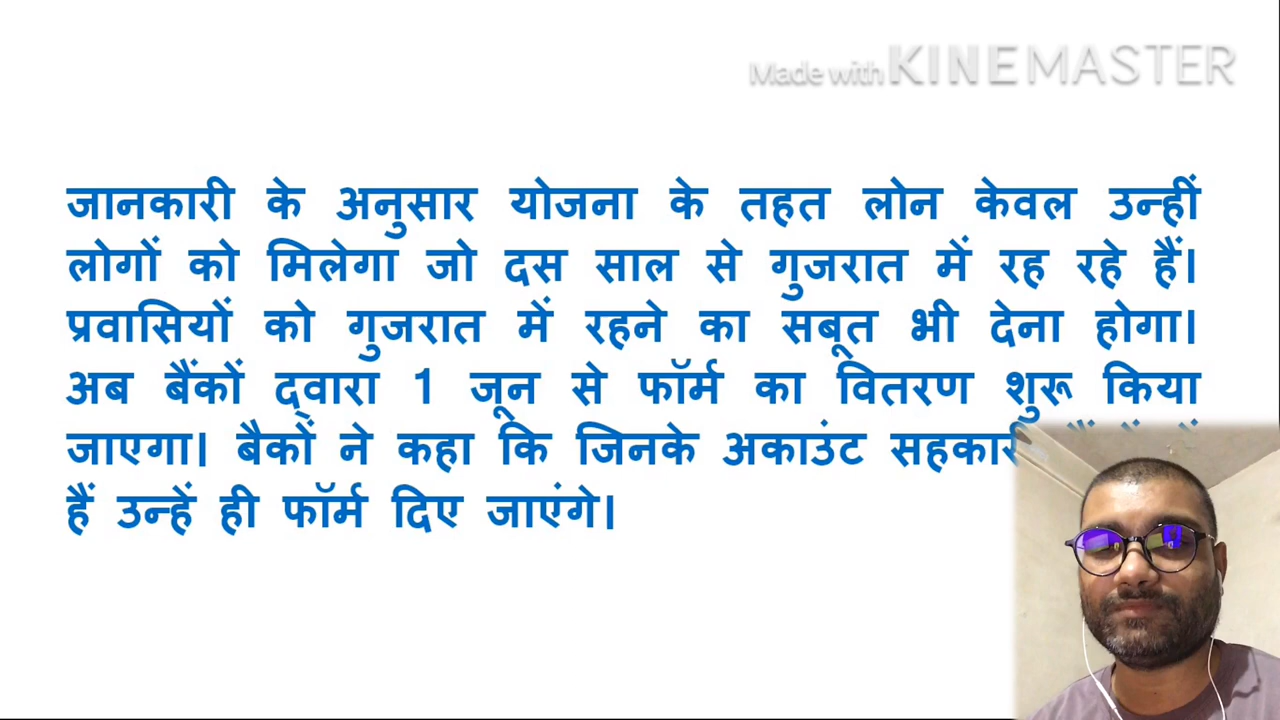 Made with KINEMASTER
जानकारी के अनुसार योजना के तहत लोन केवल उन्हीं
लोगों को मिलेगा जो दस साल से गुजरात में रह रहे हैं।
प्रवासियों को गुजरात में रहने का सबूत भी देना होगा।
अब बैंकों द्वारा 1 जून से फॉर्म का वितरण शुरू किया
जाएगा। बैकों ने कहा कि जिनके अकाउंट
हैं उन्हें ही फॉर्म दिए जाएंगे।